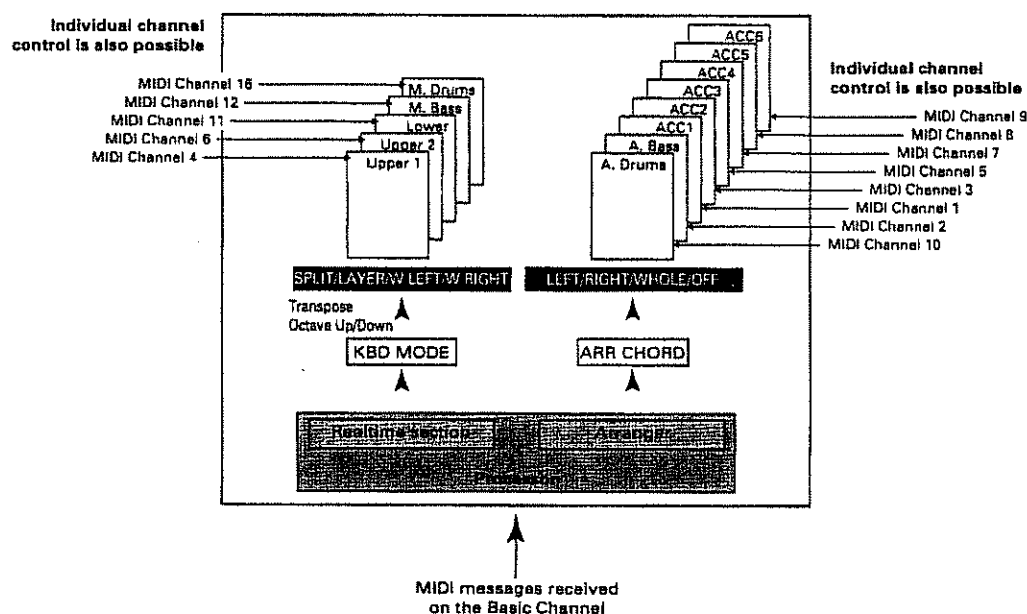 Individual channel
control is also possible
MIDI Channel 16
MIDI Channel 12
MIDI Channel 11
MIDI Channel 6
MIDI Channel 4
M. Drums
M. Bass
Lower
Upper 2
Upper 1
ACC6
ACC5
ACC4
ACC3
ACC2
ACC1
A. Bass
A. Drums
Individual channel
control is also possible
MIDI Channel 9
MIDI Channel 8
MIDI Channel 7
MIDI Channel 5
MIDI Channel 3
MIDI Channel 1
MIDI Channel 2
MIDI Channel 10
SPLIT/LAYER/W LEFT/W RIGHT
LEFT/RIGHT/WHOLE/OFF
Transpose
Octave Up/Down
KBD MODE
ARR CHORD
Realtime section
Arranger
MIDI messages received
on the Basic Channel